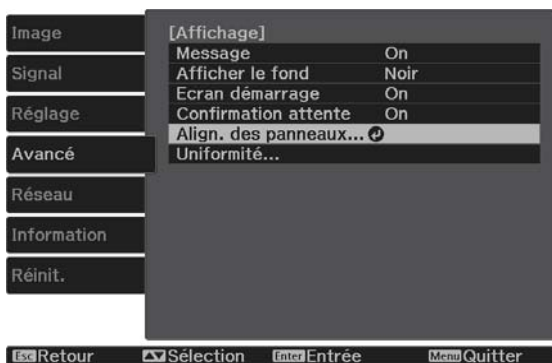 Image
Signal
Réglage
Avancé
Réseau
Information
Réinit.
[Affichage]
Message On
Afficher le fond Noir
Ecran démarrage On
Confirmation attente On
Align. des panneaux...
Uniformité...
Esc Retour Sélection Enter Entrée Menu Quitter